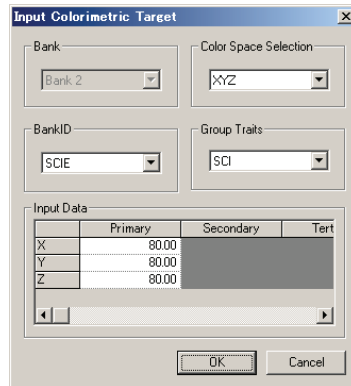 Input Colorimetric Target
Bank
Color Space Selection
Bank 2
XYZ
BankID
Group Traits
SCIE
SCI
Input Data
Primary Secondary Tert
X 80.00
Y 80.00
Z 80.00
OK Cancel